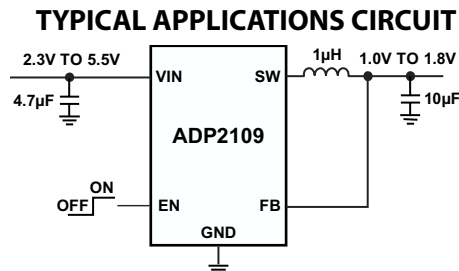 TYPICAL APPLICATIONS CIRCUIT
2.3V TO 5.5V
4.7µF
VIN
SW
1µH
1.0V TO 1.8V
10µF
ADP2109
ON
OFF
EN
FB
GND